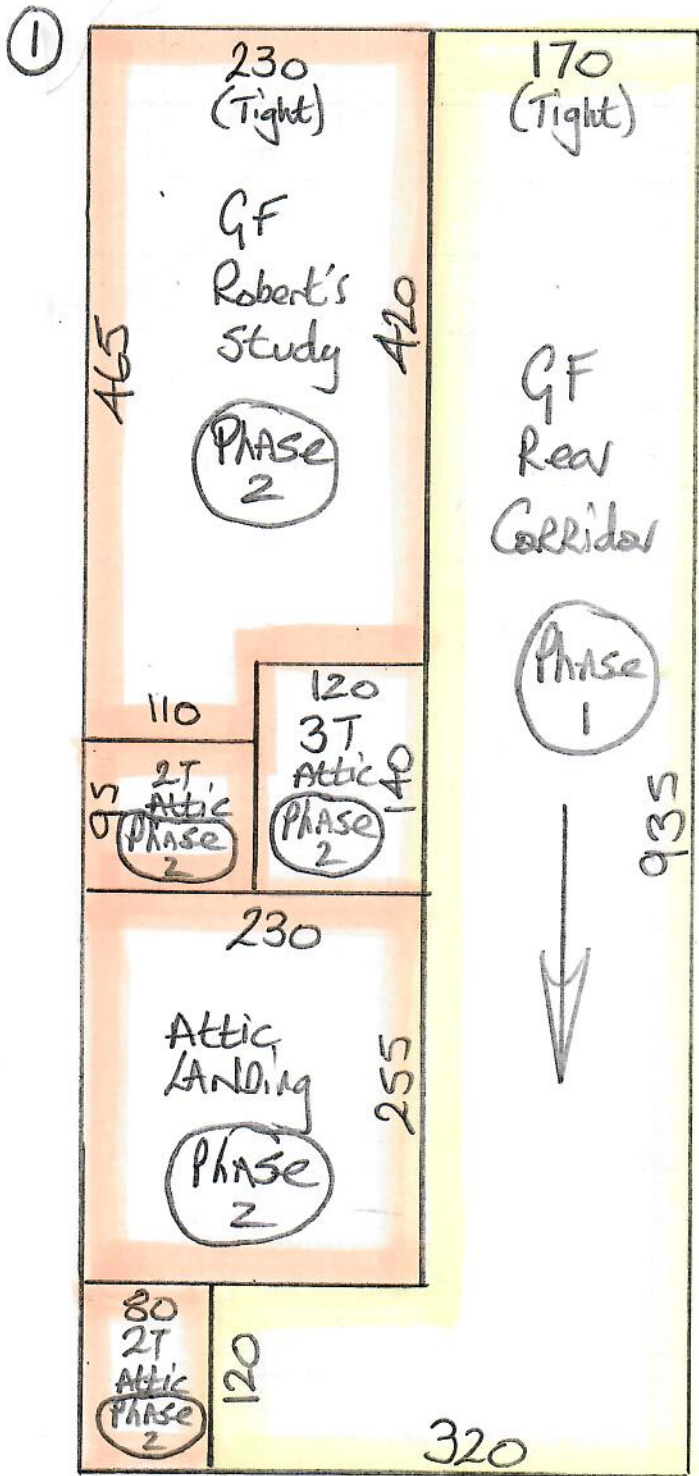 1
230
(Tight)
GF
Robert's
Study
465
420
Phase
2
110
170
(Tight)
GF
Rear
Corridor
Phase
1
935
2T
Attic
95
Phase
2
120
3T
Attic
140
Phase
2
230
Attic
Landing
255
Phase
2
80
2T
Attic
Phase
2
120
320